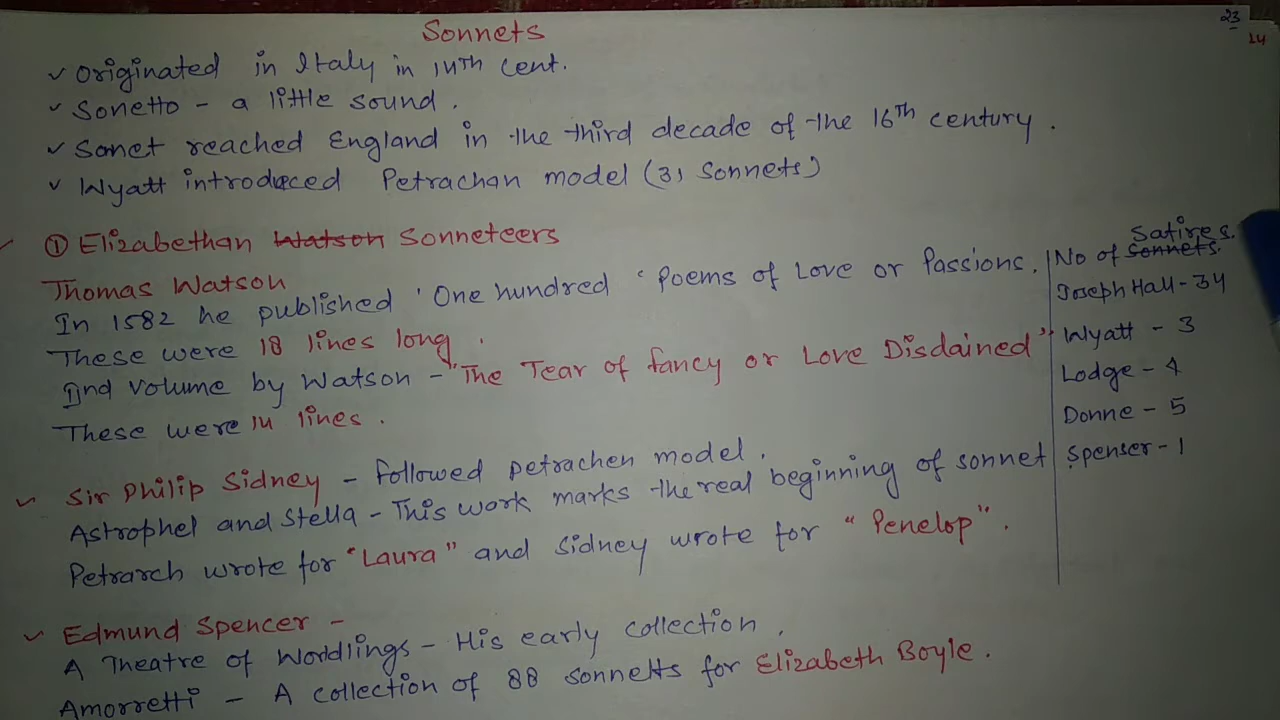 23
24
Sonnets
✓ Originated in Italy in 14Th cent.
✓ Sonetto - a little sound.
✓ Sonet reached England in the third decade of the 16Th century.
✓ Wyatt introduced Petrachan model (31 Sonnets)
① Elizabethan Watson Sonneteers
Thomas Watson
In 1582 he published 'One hundred 'Poems of Love or Passions.
These were 18 lines long.
IInd volume by Watson - "The Tear of fancy or Love Disdained"
These were 14 lines.
✓ Sir Philip Sidney - followed petrachen model.
Astrophel and Stella - This work marks the real beginning of sonnet
Petrarch wrote for "Laura" and Sidney wrote for "Penelop".
✓ Edmund Spencer -
A Theatre of Worldlings - His early collection.
Amorretti - A collection of 88 sonnetts for Elizabeth Boyle.
Satires.
No of sonnets.
Joseph Hall - 34
Wyatt - 3
Lodge - 4
Donne - 5
Spenser - 1